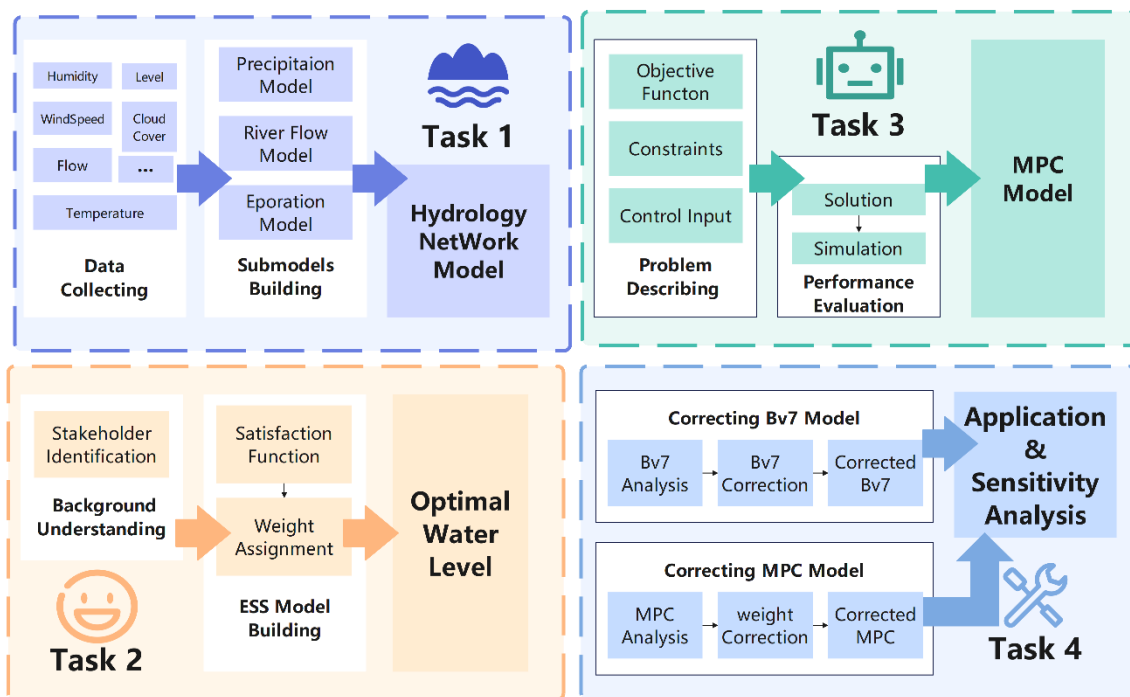 Humidity
Level
WindSpeed
Cloud
Cover
Flow
...
Temperature
Data
Collecting
Precipitaion
Model
River Flow
Model
Eporation
Model
Submodels
Building
Task 1
Hydrology
NetWork
Model
Objective
Functon
Constraints
Control Input
Problem
Describing
Task 3
Solution
Simulation
Performance
Evaluation
MPC
Model
Stakeholder
Identification
Background
Understanding
Task 2
Satisfaction
Function
Weight
Assignment
ESS Model
Building
Optimal
Water
Level
Correcting Bv7 Model
Bv7
Analysis
Bv7
Correction
Corrected
Bv7
Correcting MPC Model
MPC
Analysis
weight
Correction
Corrected
MPC
Application
&
Sensitivity
Analysis
Task 4